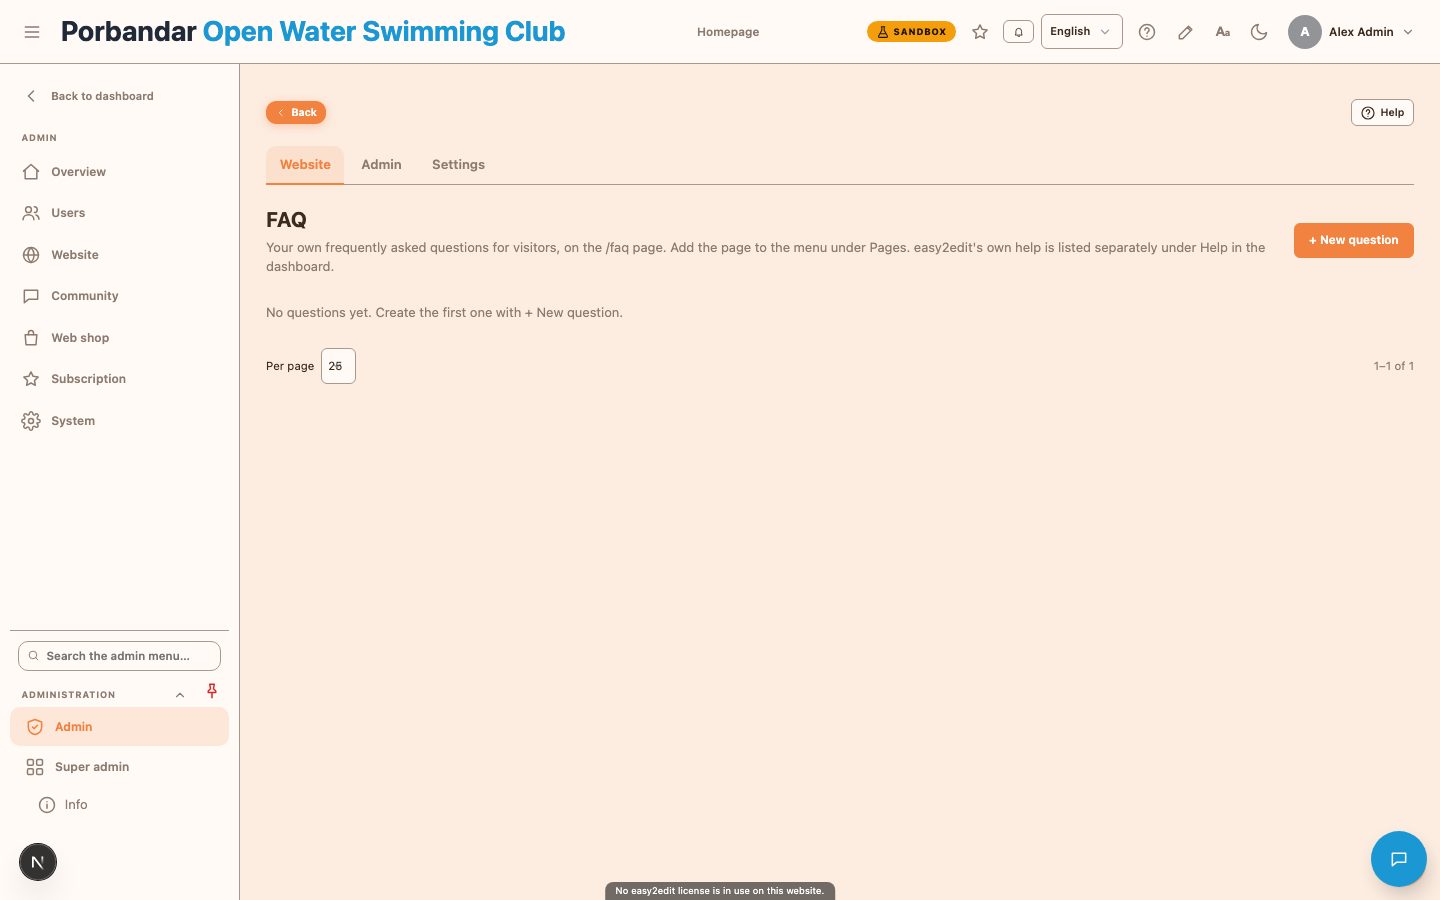 Porbandar Open Water Swimming Club
Homepage
SANDBOX
English
Aa
A
Alex Admin
Back to dashboard
ADMIN
Overview
Users
Website
Community
Web shop
Subscription
System
Search the admin menu...
ADMINISTRATION
Admin
Super admin
Info
N
Back
Help
Website
Admin
Settings
FAQ
Your own frequently asked questions for visitors, on the /faq page. Add the page to the menu under Pages. easy2edit's own help is listed separately under Help in the
dashboard.
+ New question
No questions yet. Create the first one with + New question.
Per page
1–1 of 1
No easy2edit license is in use on this website.